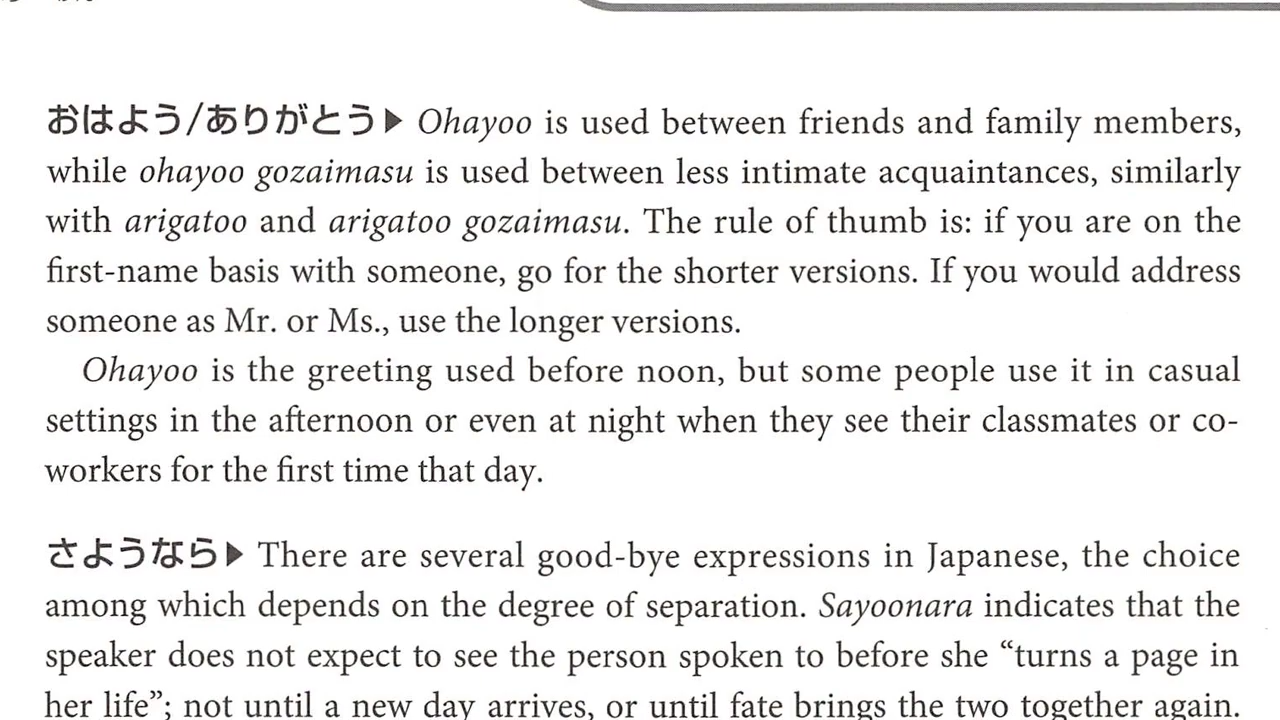 おはよう/ありがとう▶ Ohayoo is used between friends and family members,
while ohayoo gozaimasu is used between less intimate acquaintances, similarly
with arigatoo and arigatoo gozaimasu. The rule of thumb is: if you are on the
first-name basis with someone, go for the shorter versions. If you would address
someone as Mr. or Ms., use the longer versions.
Ohayoo is the greeting used before noon, but some people use it in casual
settings in the afternoon or even at night when they see their classmates or co-
workers for the first time that day.
さようなら▶ There are several good-bye expressions in Japanese, the choice
among which depends on the degree of separation. Sayoonara indicates that the
speaker does not expect to see the person spoken to before she “turns a page in
her life”; not until a new day arrives, or until fate brings the two together again.